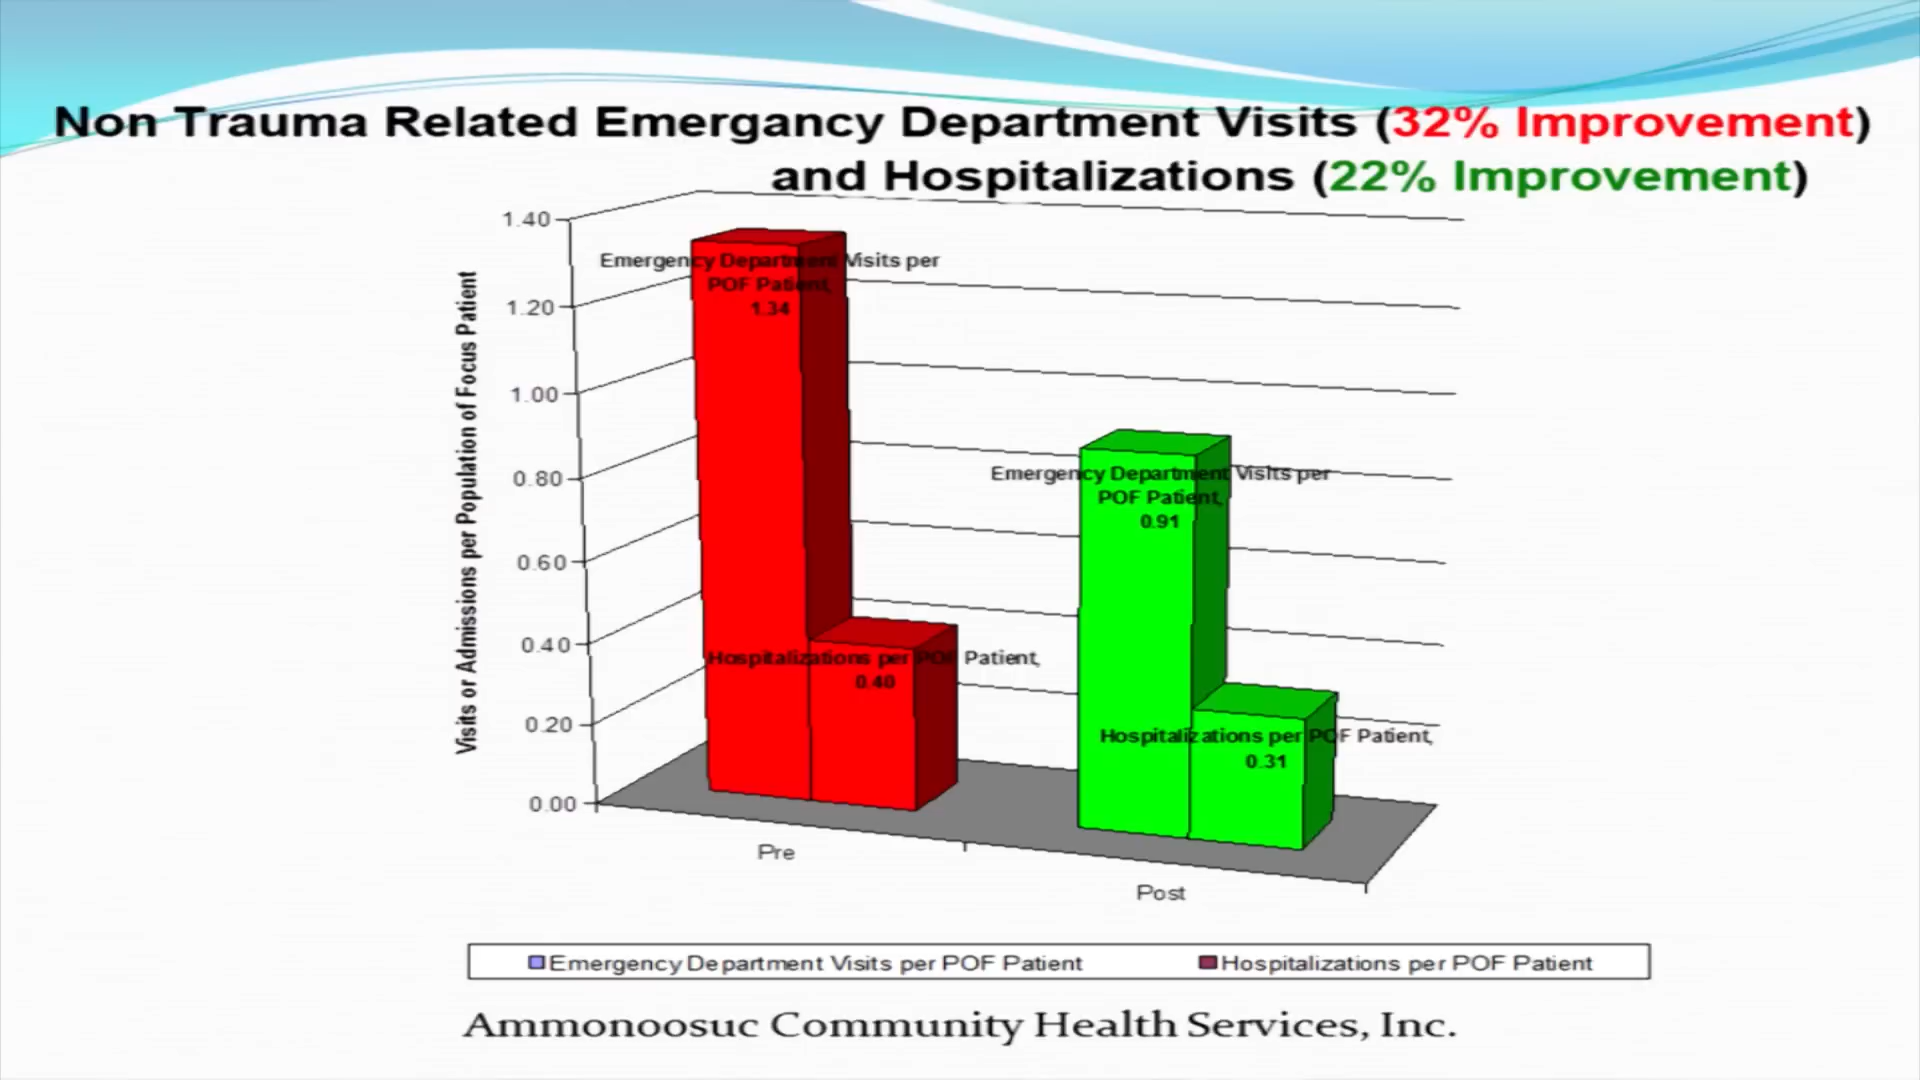 Non Trauma Related Emergancy Department Visits (32% Improvement)
and Hospitalizations (22% Improvement)
Visits or Admissions per Population of Focus Patient
1.40
1.20
1.00
0.80
0.60
0.40
0.20
0.00
Emergency Department Visits per
POF Patient,
1.34
Hospitalizations per POF Patient,
0.40
Emergency Department Visits per
POF Patient,
0.91
Hospitalizations per POF Patient,
0.31
Pre
Post
Emergency Department Visits per POF Patient
Hospitalizations per POF Patient
Ammonoosuc Community Health Services, Inc.